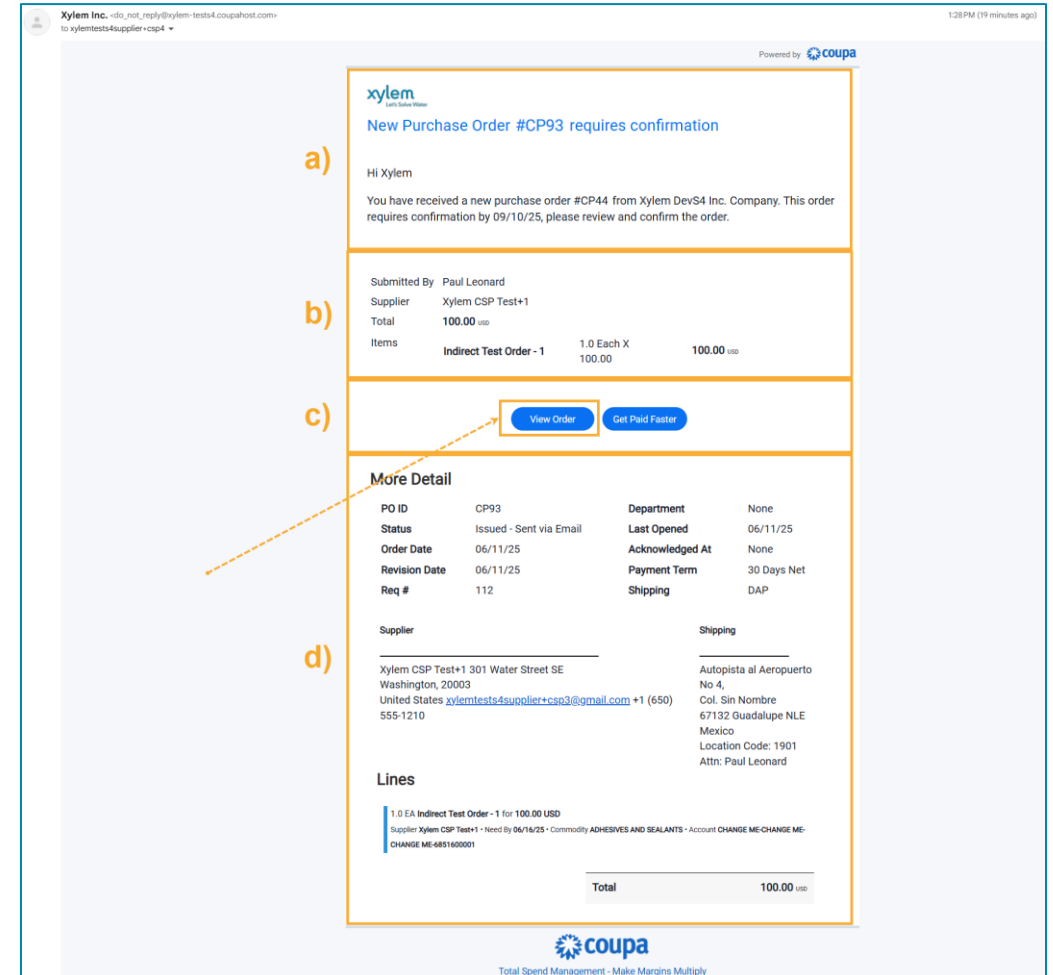 Xylem Inc. <do_not_reply@xylem-tests4.coupahost.com>
1:28 PM (19 minutes ago)
to xylemtests4supplier+csp4
Powered by coupa
xylem
Let's Solve Water
New Purchase Order #CP93 requires confirmation
a)
Hi Xylem
You have received a new purchase order #CP44 from Xylem DevS4 Inc. Company. This order
requires confirmation by 09/10/25, please review and confirm the order.
b)
Submitted By Paul Leonard
Supplier Xylem CSP Test+1
Total 100.00 USD
Items Indirect Test Order - 1 1.0 Each X 100.00 USD
100.00
c)
View Order Get Paid Faster
d)
More Detail
PO ID CP93 Department None
Status Issued - Sent via Email Last Opened 06/11/25
Order Date 06/11/25 Acknowledged At None
Revision Date 06/11/25 Payment Term 30 Days Net
Req # 112 Shipping DAP
Supplier
Xylem CSP Test+1 301 Water Street SE
Washington, 20003
United States xylemtests4supplier+csp3@gmail.com +1 (650)
555-1210
Shipping
Autopista al Aeropuerto
No 4,
Col. Sin Nombre
67132 Guadalupe NLE
Mexico
Location Code: 1901
Attn: Paul Leonard
Lines
1.0 EA Indirect Test Order - 1 for 100.00 USD
Supplier Xylem CSP Test+1 • Need By 06/16/25 • Commodity ADHESIVES AND SEALANTS • Account CHANGE ME-CHANGE ME-
CHANGE ME-6851600001
Total 100.00 USD
coupa
Total Spend Management - Make Margins Multiply